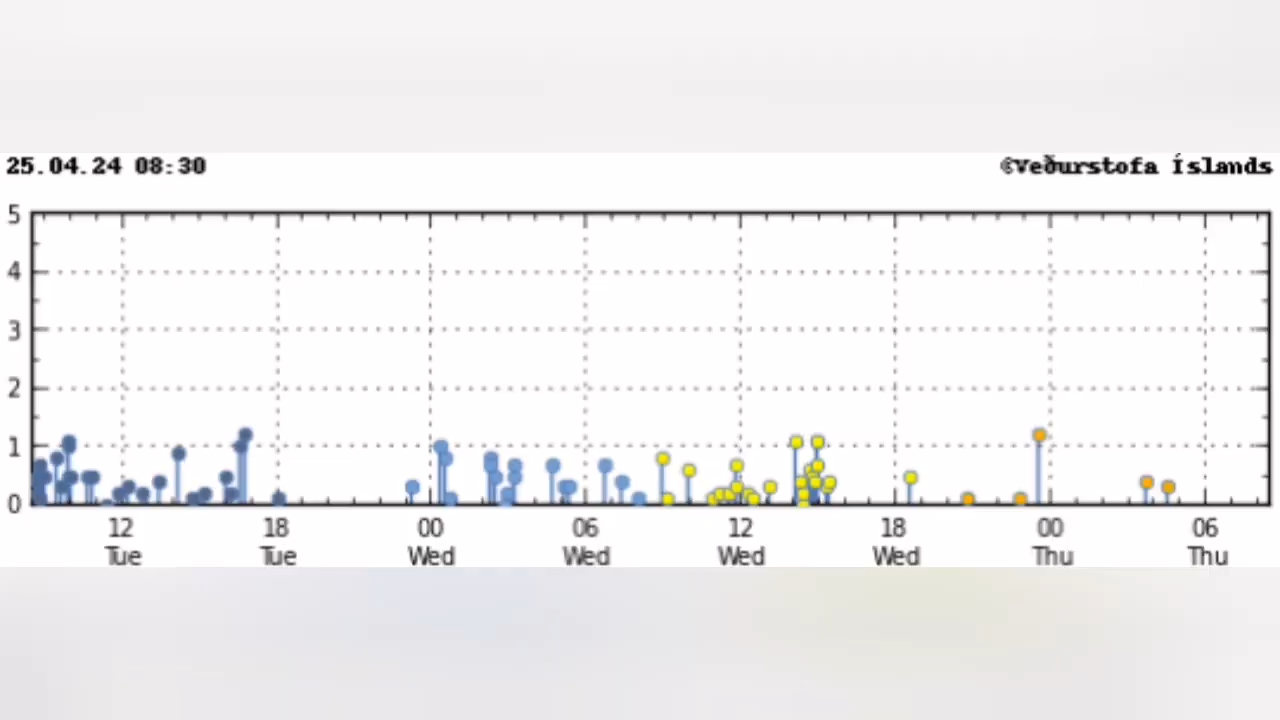 25.04.24 08:30 ©Veðurstofa Íslands
5
4
3
2
1
0
12 18 00 06 12 18 00 06
Tue Tue Wed Wed Wed Wed Thu Thu